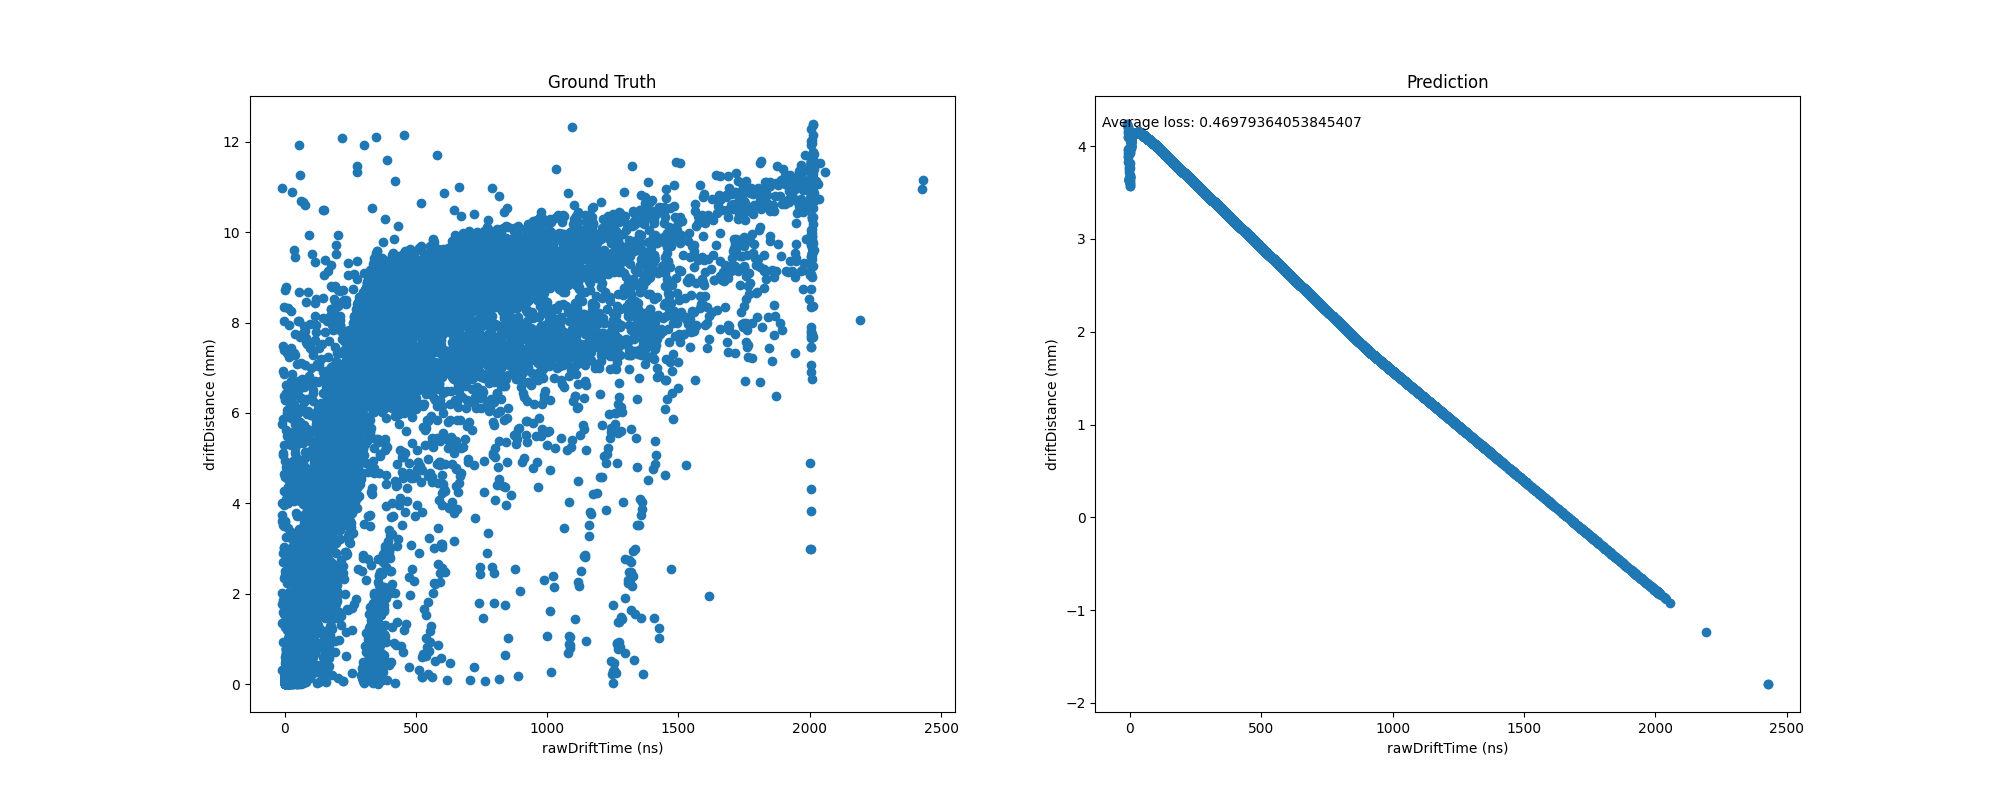 Ground Truth
driftDistance (mm)
12
10
8
6
4
2
0
0 500 1000 1500 2000 2500
rawDriftTime (ns)
Prediction
Average loss: 0.46979364053845407
driftDistance (mm)
4
3
2
1
0
−1
−2
0 500 1000 1500 2000 2500
rawDriftTime (ns)